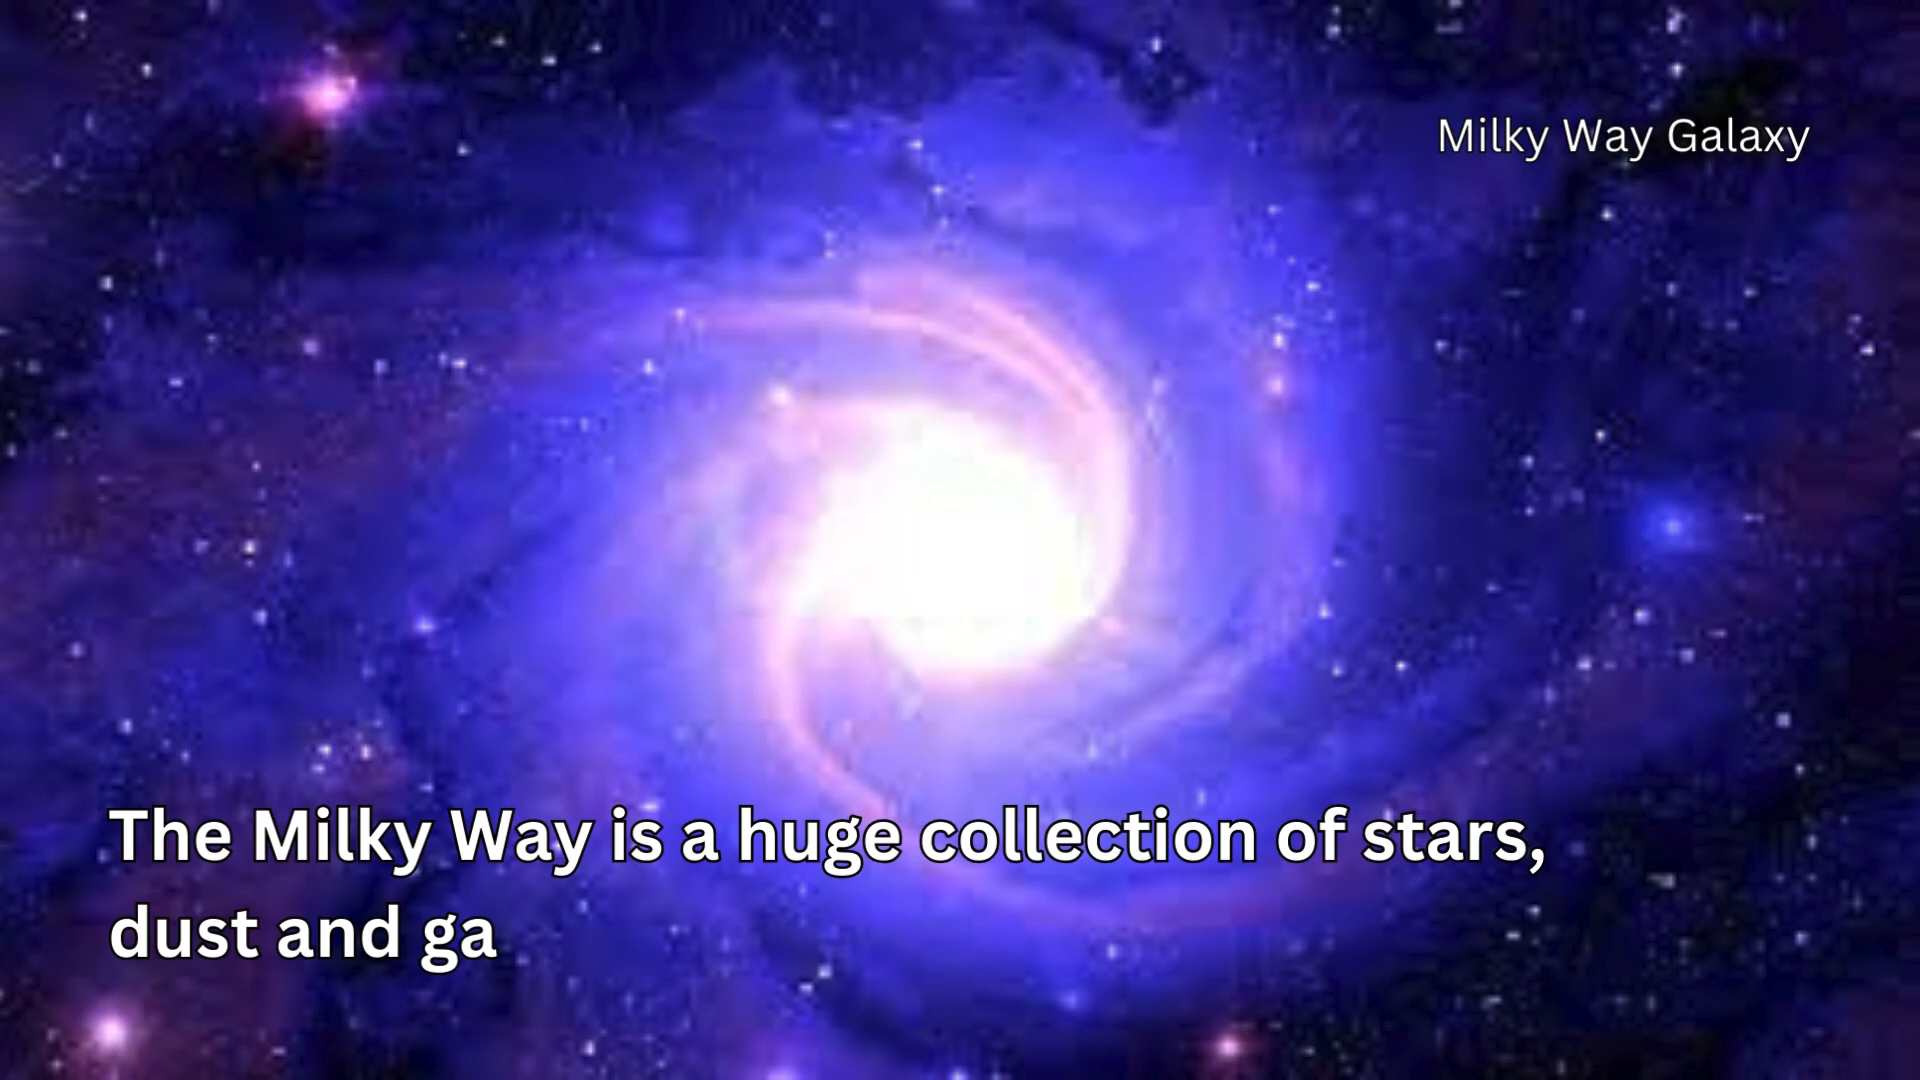 Milky Way Galaxy
The Milky Way is a huge collection of stars,
dust and ga